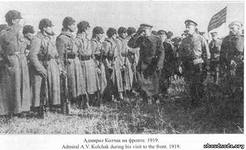 Адмирал Колчак на фронте. 1919.
Admiral A.V. Kolchak during his visit to the front. 1919.